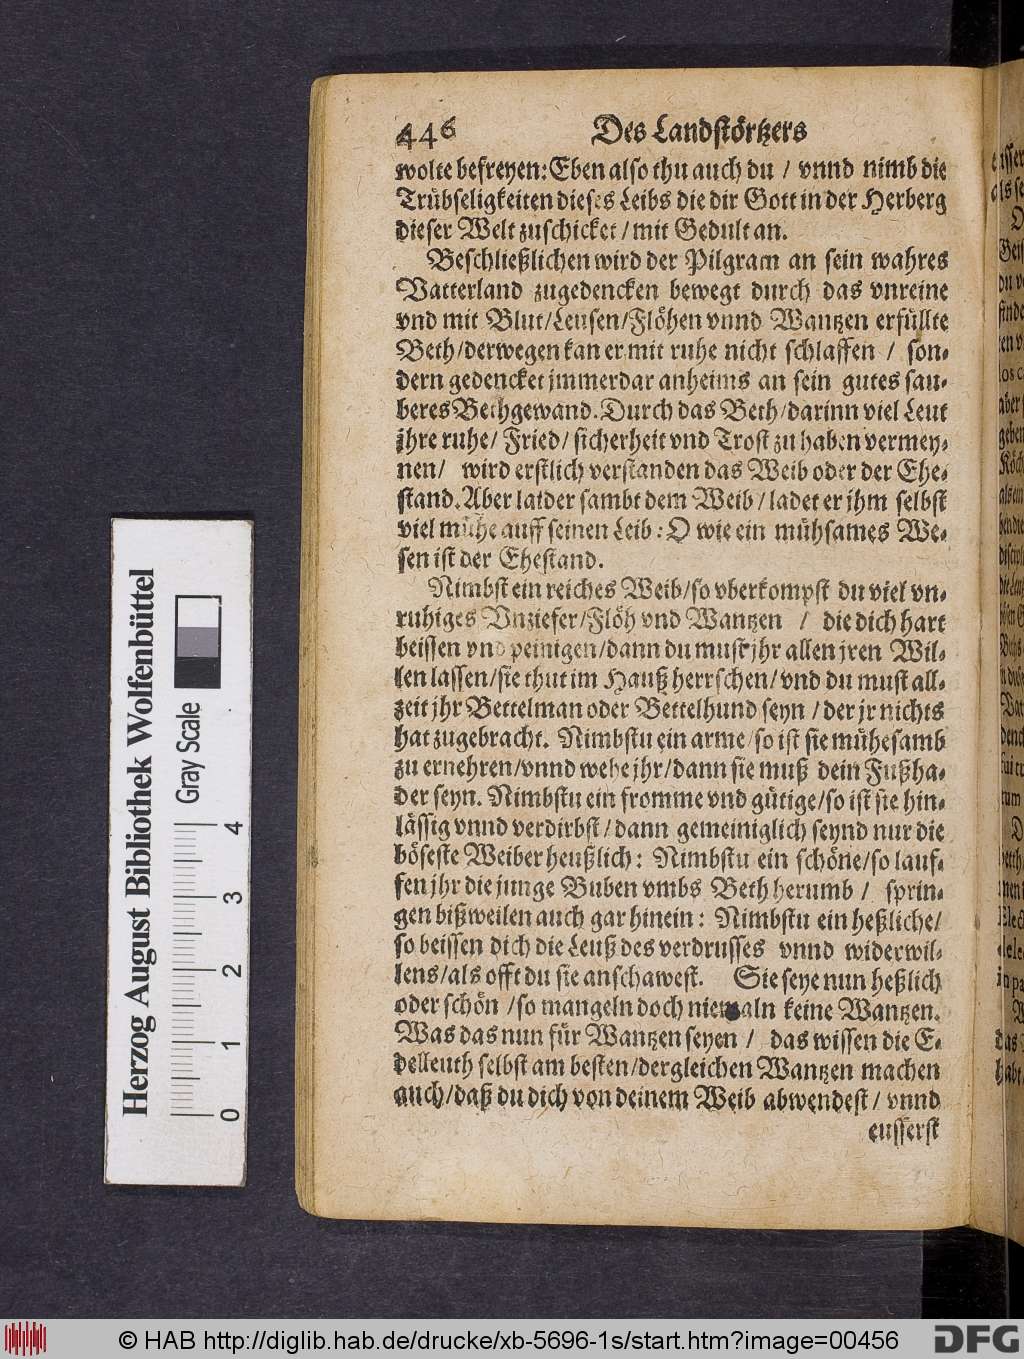 446 Des Landstörtzers
wolte befreyen: Eben also thu auch du / vnnd nimb die
Trübseligkeiten dieses Leibs die dir Gott in der Herberg
dieser Welt zuschicket / mit Gedult an.
Beschließlichen wird der Pilgram an sein wahres
Vatterland zugedencken bewegt durch das vnreine
vnd mit Blut / Leusen / Flöhen vnnd Wantzen erfüllte
Beth / derwegen kan er mit ruhe nicht schlaffen / son-
dern gedencket jmmerdar anheims an sein gutes sau-
beres Bethgewand. Durch das Beth / darinn viel Leut
jhre ruhe / Fried / sicherheit vnd Trost zu haben vermey-
nen / wird erstlich verstanden das Weib oder der Ehe-
stand. Aber laider sambt dem Weib / ladet er jhm selbst
viel mühe auff seinen Leib: O wie ein mühsames We-
sen ist der Ehestand.
Nimbst ein reiches Weib / so vberkompst du viel vn-
ruhiges Vnziefer / Flöh vnd Wantzen / die dich hart
beissen vnd peinigen / dann du must jhr allen jren Wil-
len lassen / sie thut im Hauß herrschen / vnd du must all-
zeit jhr Bettelman oder Bettelhund seyn / der jr nichts
hat zugebracht. Nimbstu ein arme / so ist sie mühesamb
zu ernehren / vnnd wehe jhr / dann sie muß dein Fußha-
der seyn. Nimbstu ein fromme vnd gütige / so ist sie hin-
lässig vnnd verdirbst / dann gemeiniglich seynd nur die
böseste Weiber heußlich: Nimbstu ein schöne / so lauf-
fen jhr die junge Buben vmbs Beth herumb / sprin-
gen bißweilen auch gar hinein: Nimbstu ein heßliche /
so beissen dich die Leuß des verdrusses vnnd widerwil-
lens / als offt du sie anschawest. Sie seye nun heßlich
oder schön / so mangeln doch niemaln keine Wantzen.
Was das nun für Wantzen seyen / das wissen die E-
delleuth selbst am besten / dergleichen Wantzen machen
auch / daß du dich von deinem Weib abwendest / vnnd
eusserst
Herzog August Bibliothek Wolfenbüttel
Gray Scale
0 1 2 3 4
© HAB http://diglib.hab.de/drucke/xb-5696-1s/start.htm?image=00456
DFG